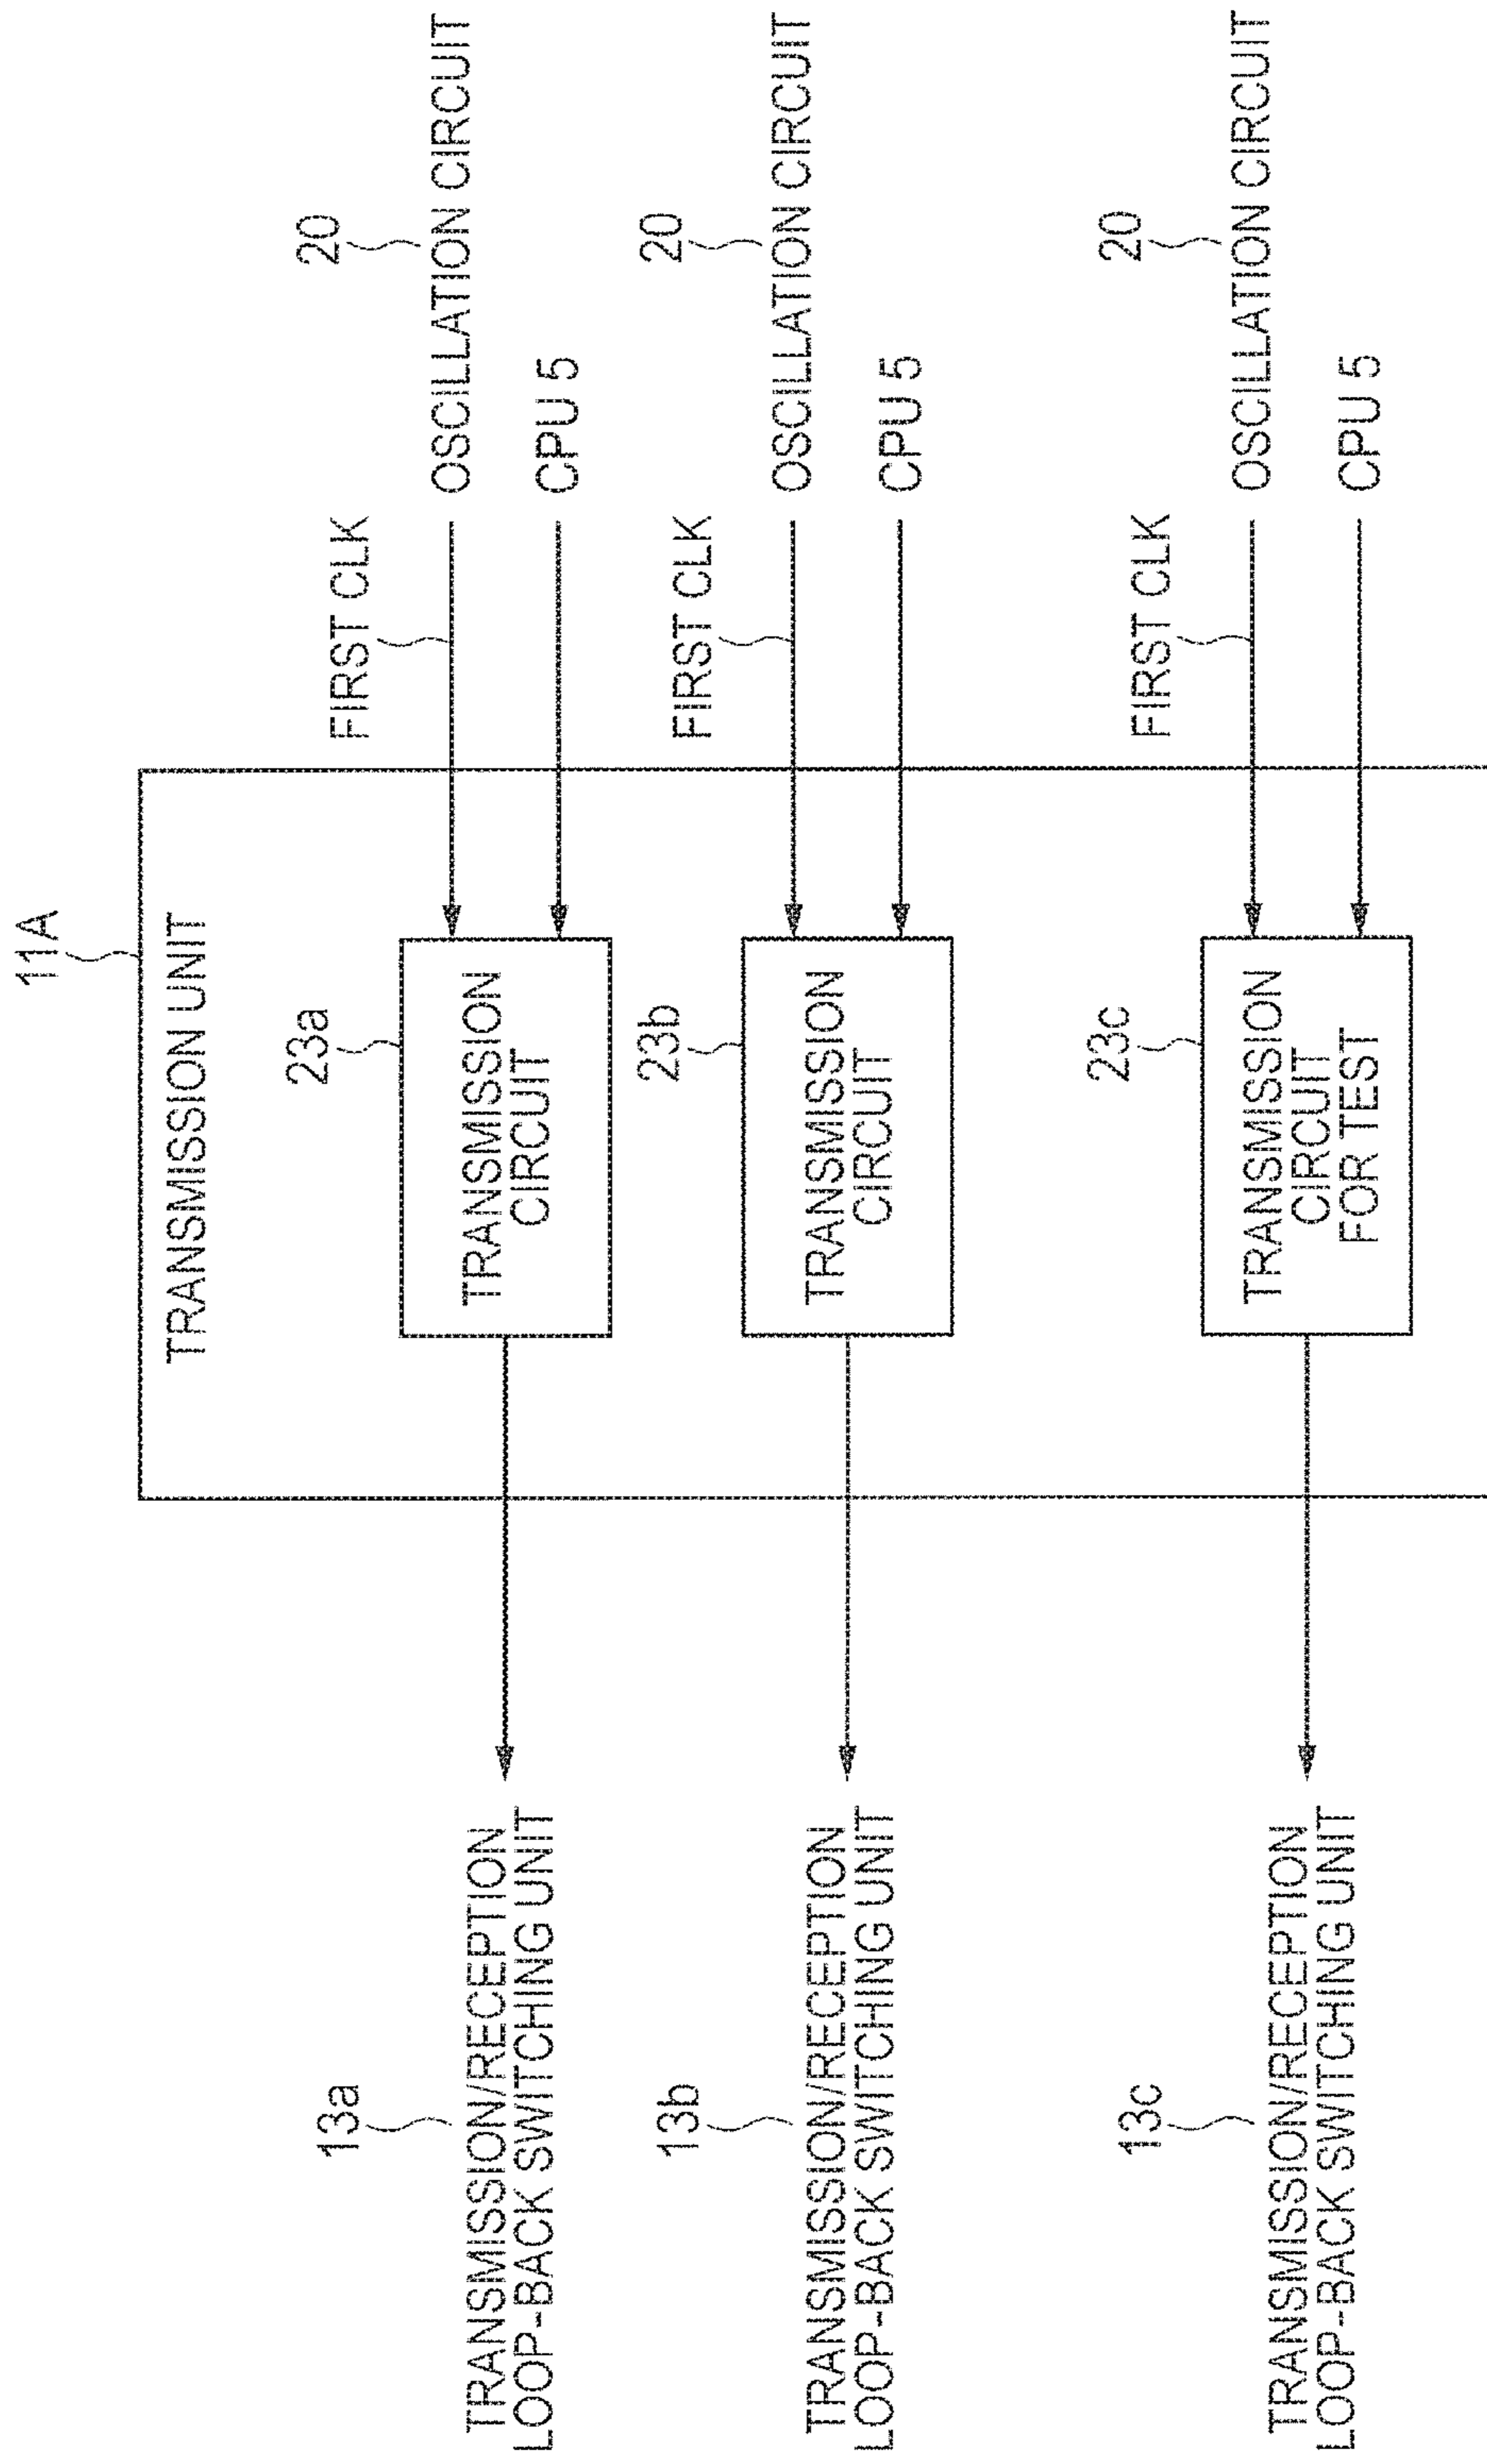 11A
TRANSMISSION UNIT
13a
TRANSMISSION/RECEPTION
LOOP-BACK SWITCHING UNIT
23a
TRANSMISSION
CIRCUIT
FIRST CLK
20
OSCILLATION CIRCUIT
CPU 5
13b
TRANSMISSION/RECEPTION
LOOP-BACK SWITCHING UNIT
23b
TRANSMISSION
CIRCUIT
FIRST CLK
20
OSCILLATION CIRCUIT
CPU 5
13c
TRANSMISSION/RECEPTION
LOOP-BACK SWITCHING UNIT
23c
TRANSMISSION
CIRCUIT
FOR TEST
FIRST CLK
20
OSCILLATION CIRCUIT
CPU 5